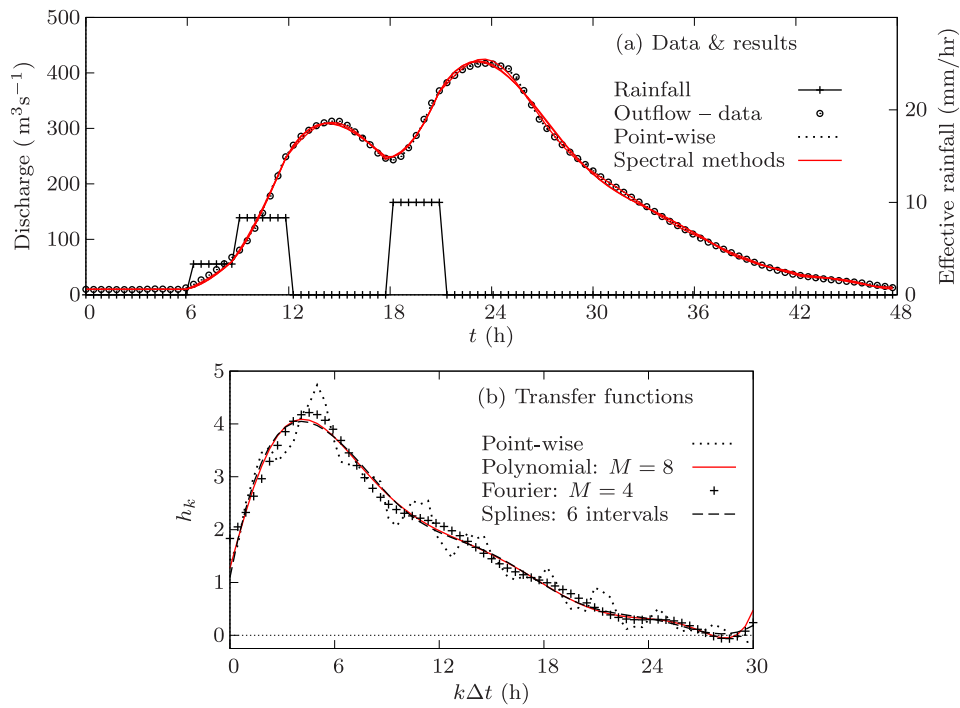 (a) Data & results
Rainfall
Outflow – data
Point-wise
Spectral methods
Discharge ( m³s⁻¹)
500
400
300
200
100
0
Effective rainfall (mm/hr)
20
10
0
0 6 12 18 24 30 36 42 48
t (h)
(b) Transfer functions
Point-wise
Polynomial: M = 8
Fourier: M = 4
Splines: 6 intervals
hₖ
5
4
3
2
1
0
0 6 12 18 24 30
kΔt (h)